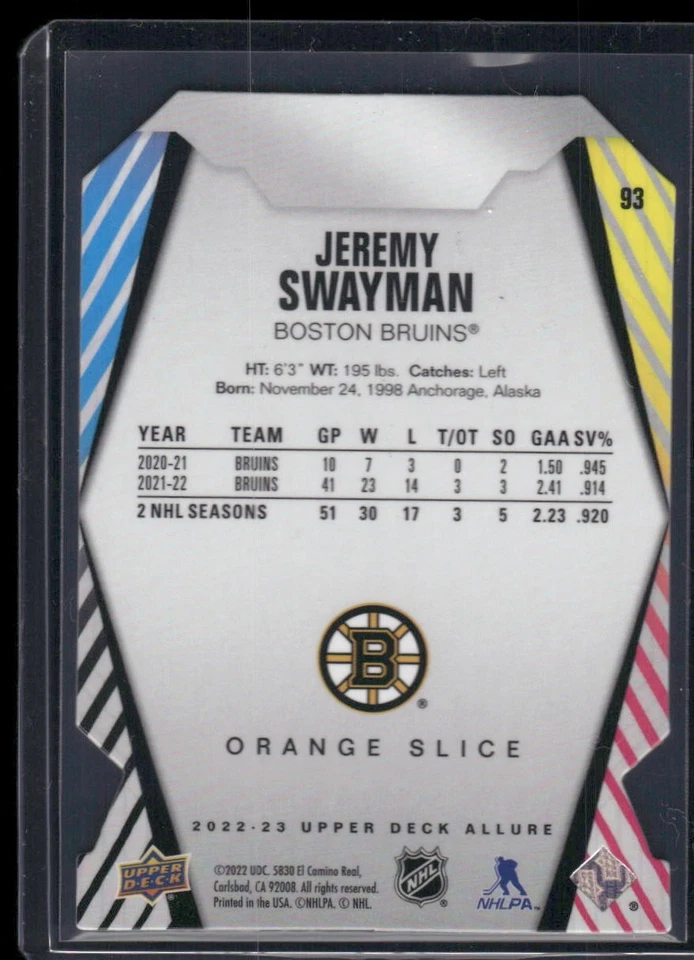 93
JEREMY
SWAYMAN
BOSTON BRUINS®
HT: 6'3" WT: 195 lbs. Catches: Left
Born: November 24, 1998 Anchorage, Alaska
YEAR TEAM GP W L T/OT SO GAA SV%
2020-21 BRUINS 10 7 3 0 2 1.50 .945
2021-22 BRUINS 41 23 14 3 3 2.41 .914
2 NHL SEASONS 51 30 17 3 5 2.23 .920
B ®
ORANGE SLICE
2022-23 UPPER DECK ALLURE
UPPER DECK
©2022 UDC. 5830 El Camino Real,
Carlsbad, CA 92008. All rights reserved.
Printed in the USA. ©NHLPA. © NHL.
NHL ®
NHLPA™
®